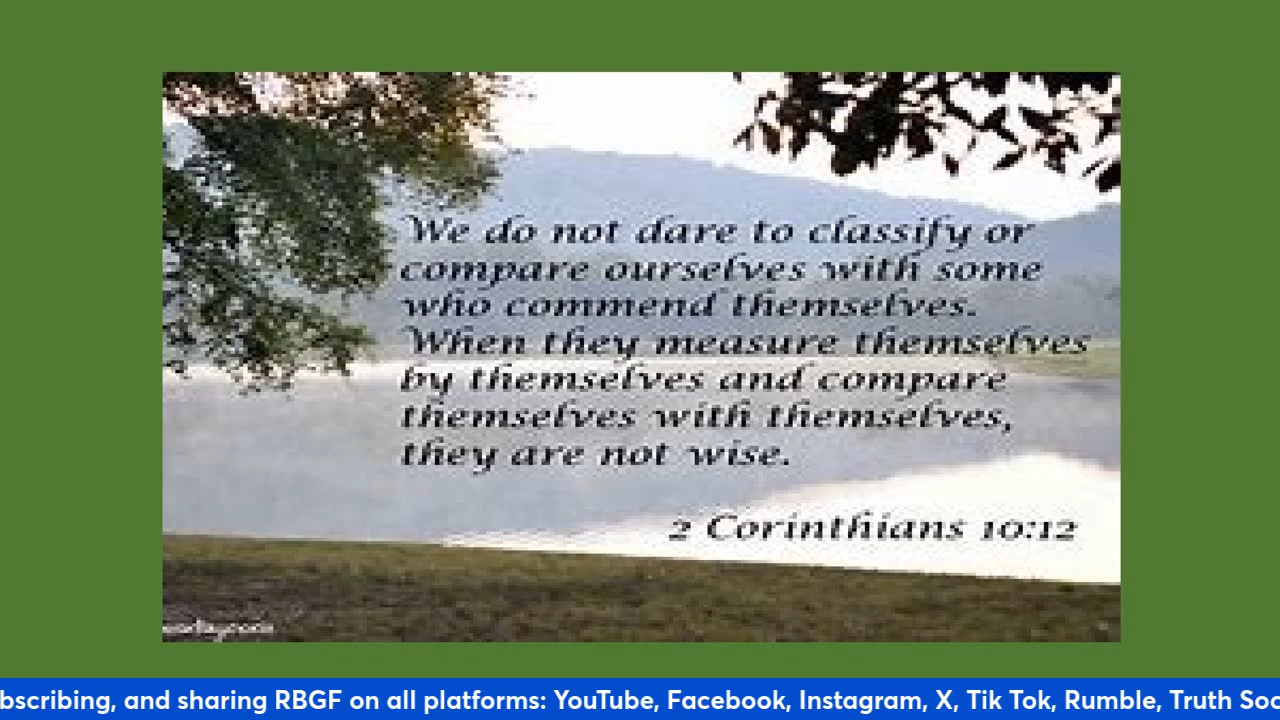 We do not dare to classify or
compare ourselves with some
who commend themselves.
When they measure themselves
by themselves and compare
themselves with themselves,
they are not wise.
2 Corinthians 10:12
bscribing, and sharing RBGF on all platforms: YouTube, Facebook, Instagram, X, Tik Tok, Rumble, Truth Soc